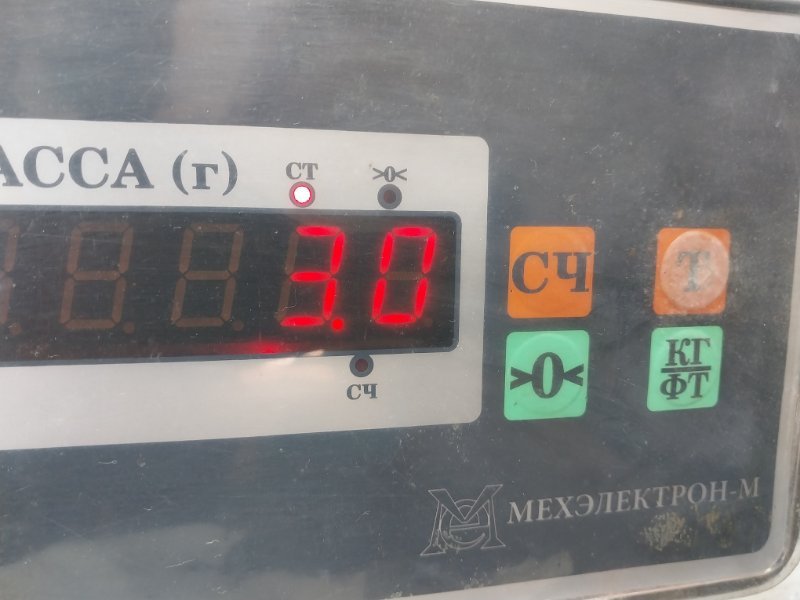 АССА (г)
СТ
>0<
3.0
СЧ
СЧ
Т
>0<
КГ
ФТ
МЕХЭЛЕКТРОН-М